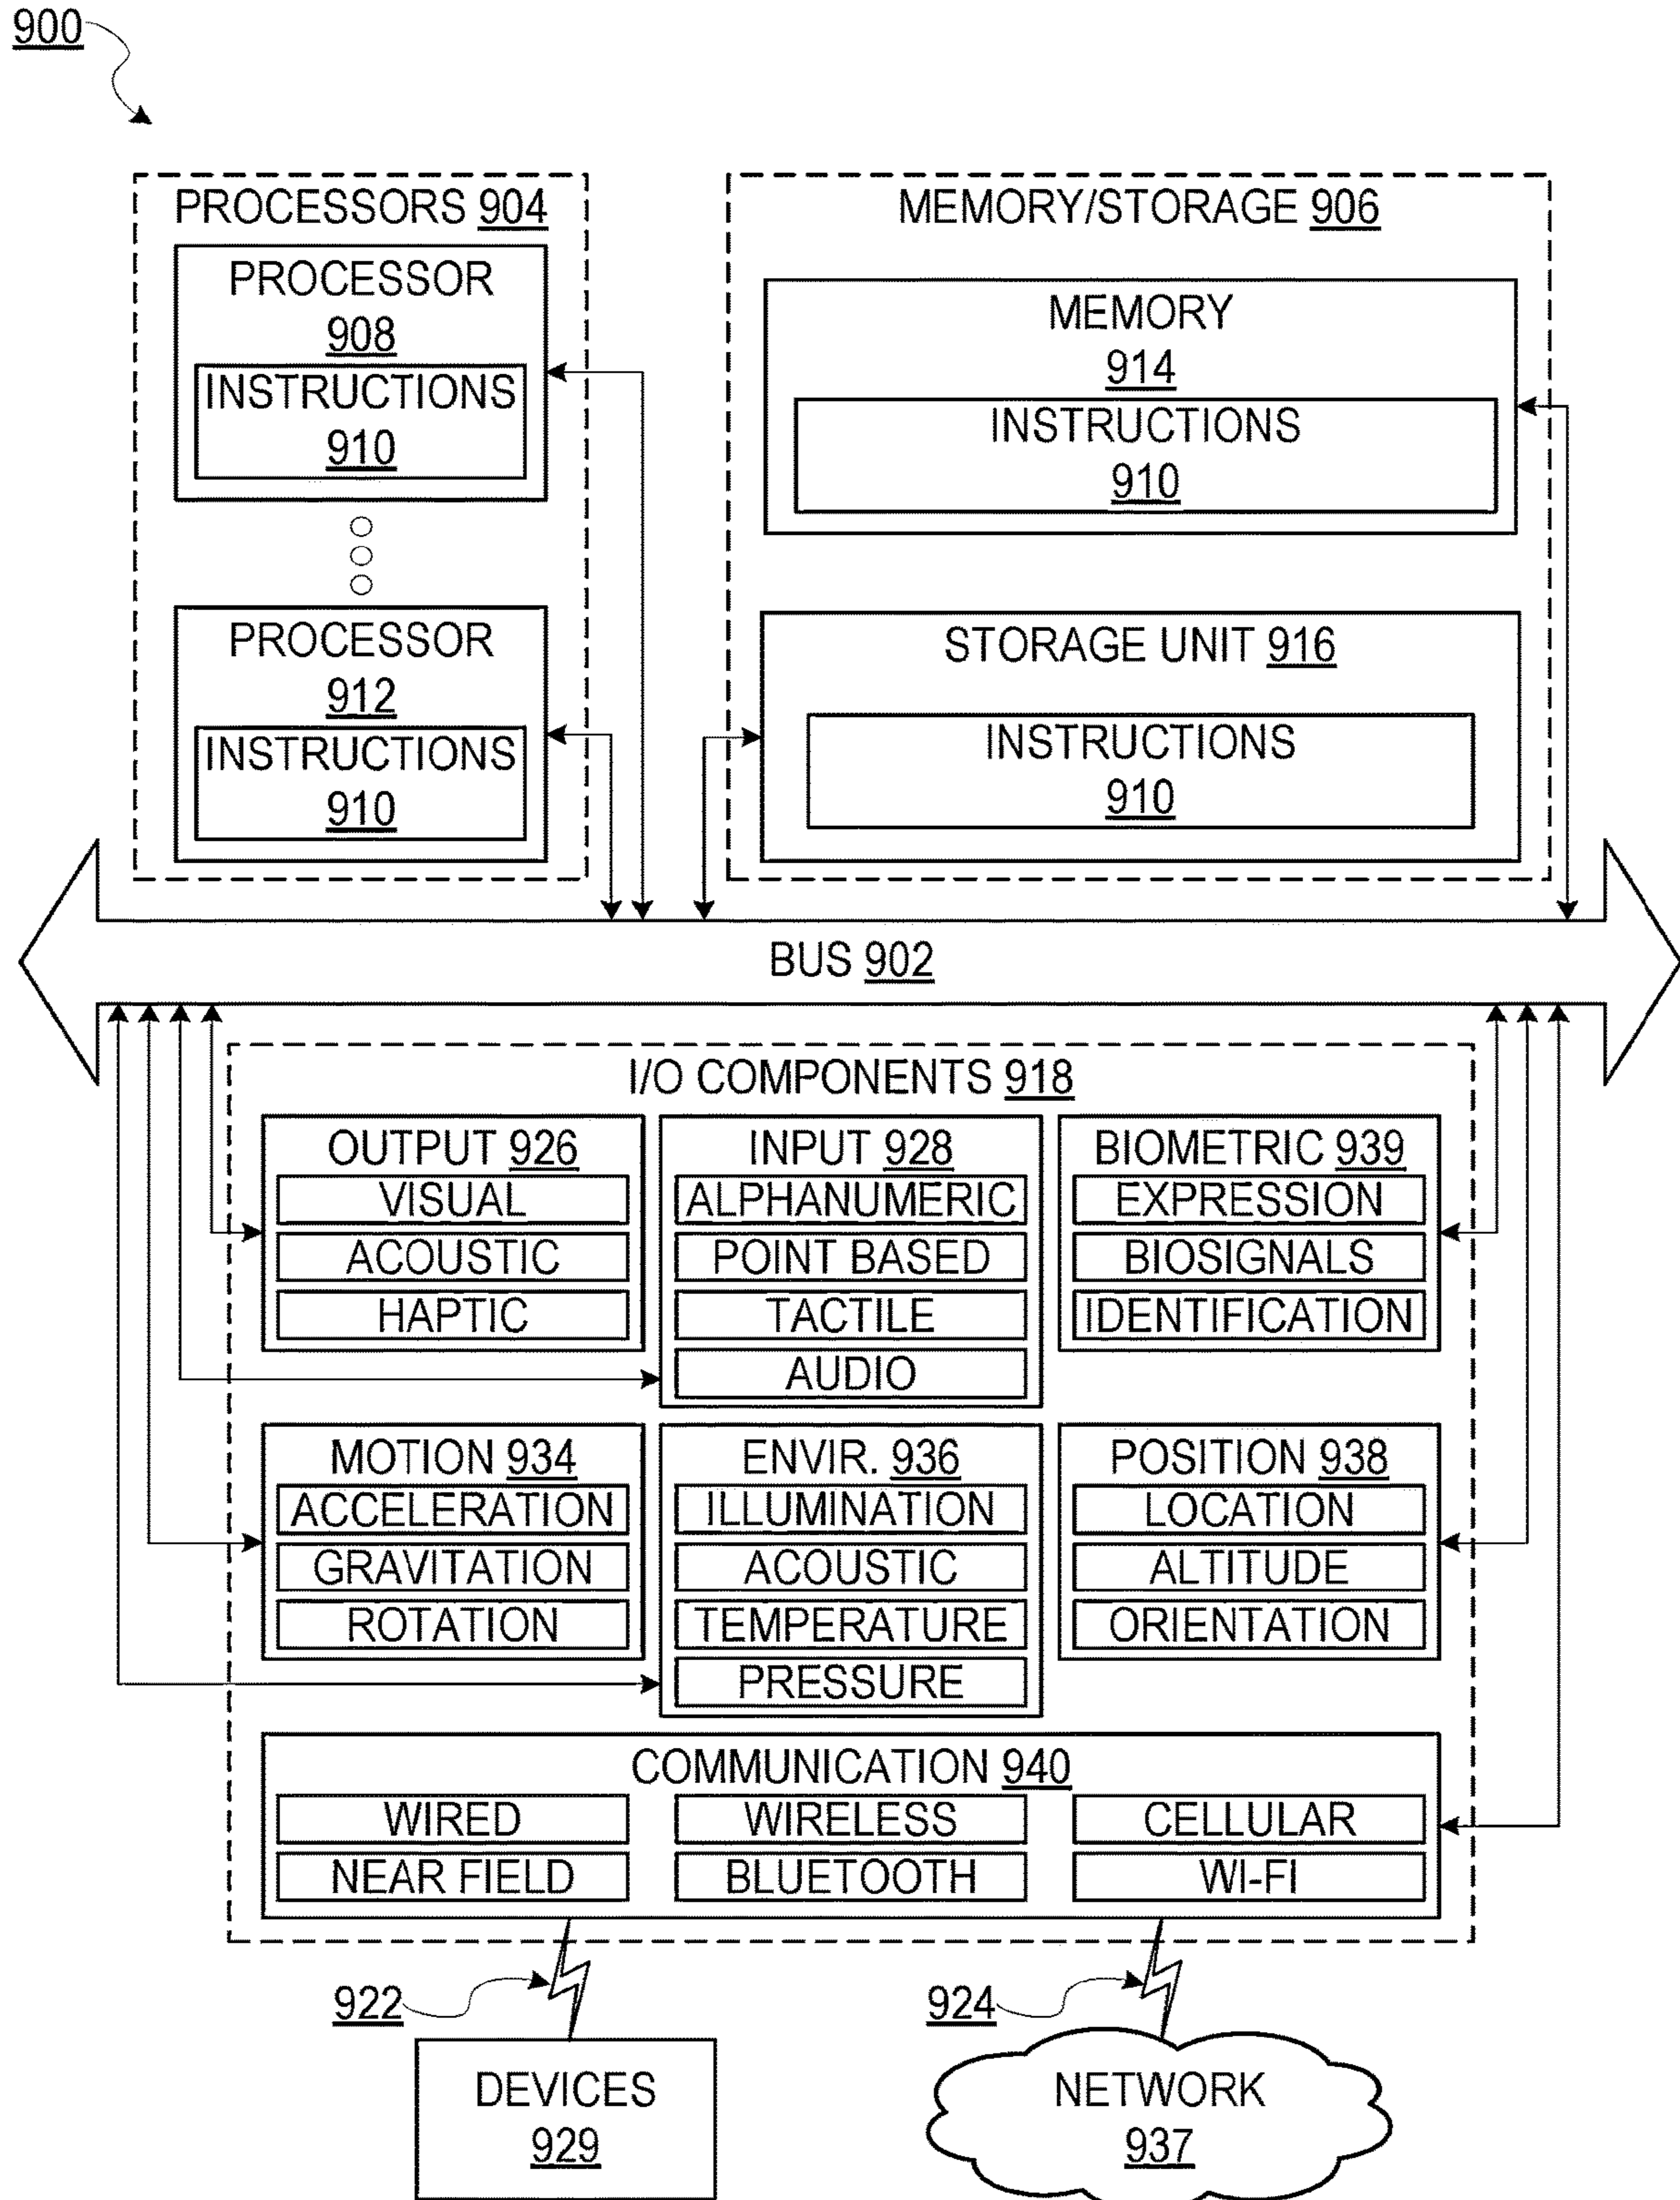 900
PROCESSORS 904
PROCESSOR
908
INSTRUCTIONS
910
PROCESSOR
912
INSTRUCTIONS
910
MEMORY/STORAGE 906
MEMORY
914
INSTRUCTIONS
910
STORAGE UNIT 916
INSTRUCTIONS
910
BUS 902
I/O COMPONENTS 918
OUTPUT 926
VISUAL
ACOUSTIC
HAPTIC
INPUT 928
ALPHANUMERIC
POINT BASED
TACTILE
AUDIO
BIOMETRIC 939
EXPRESSION
BIOSIGNALS
IDENTIFICATION
MOTION 934
ACCELERATION
GRAVITATION
ROTATION
ENVIR. 936
ILLUMINATION
ACOUSTIC
TEMPERATURE
PRESSURE
POSITION 938
LOCATION
ALTITUDE
ORIENTATION
COMMUNICATION 940
WIRED
WIRELESS
CELLULAR
NEAR FIELD
BLUETOOTH
WI-FI
922
924
DEVICES
929
NETWORK
937